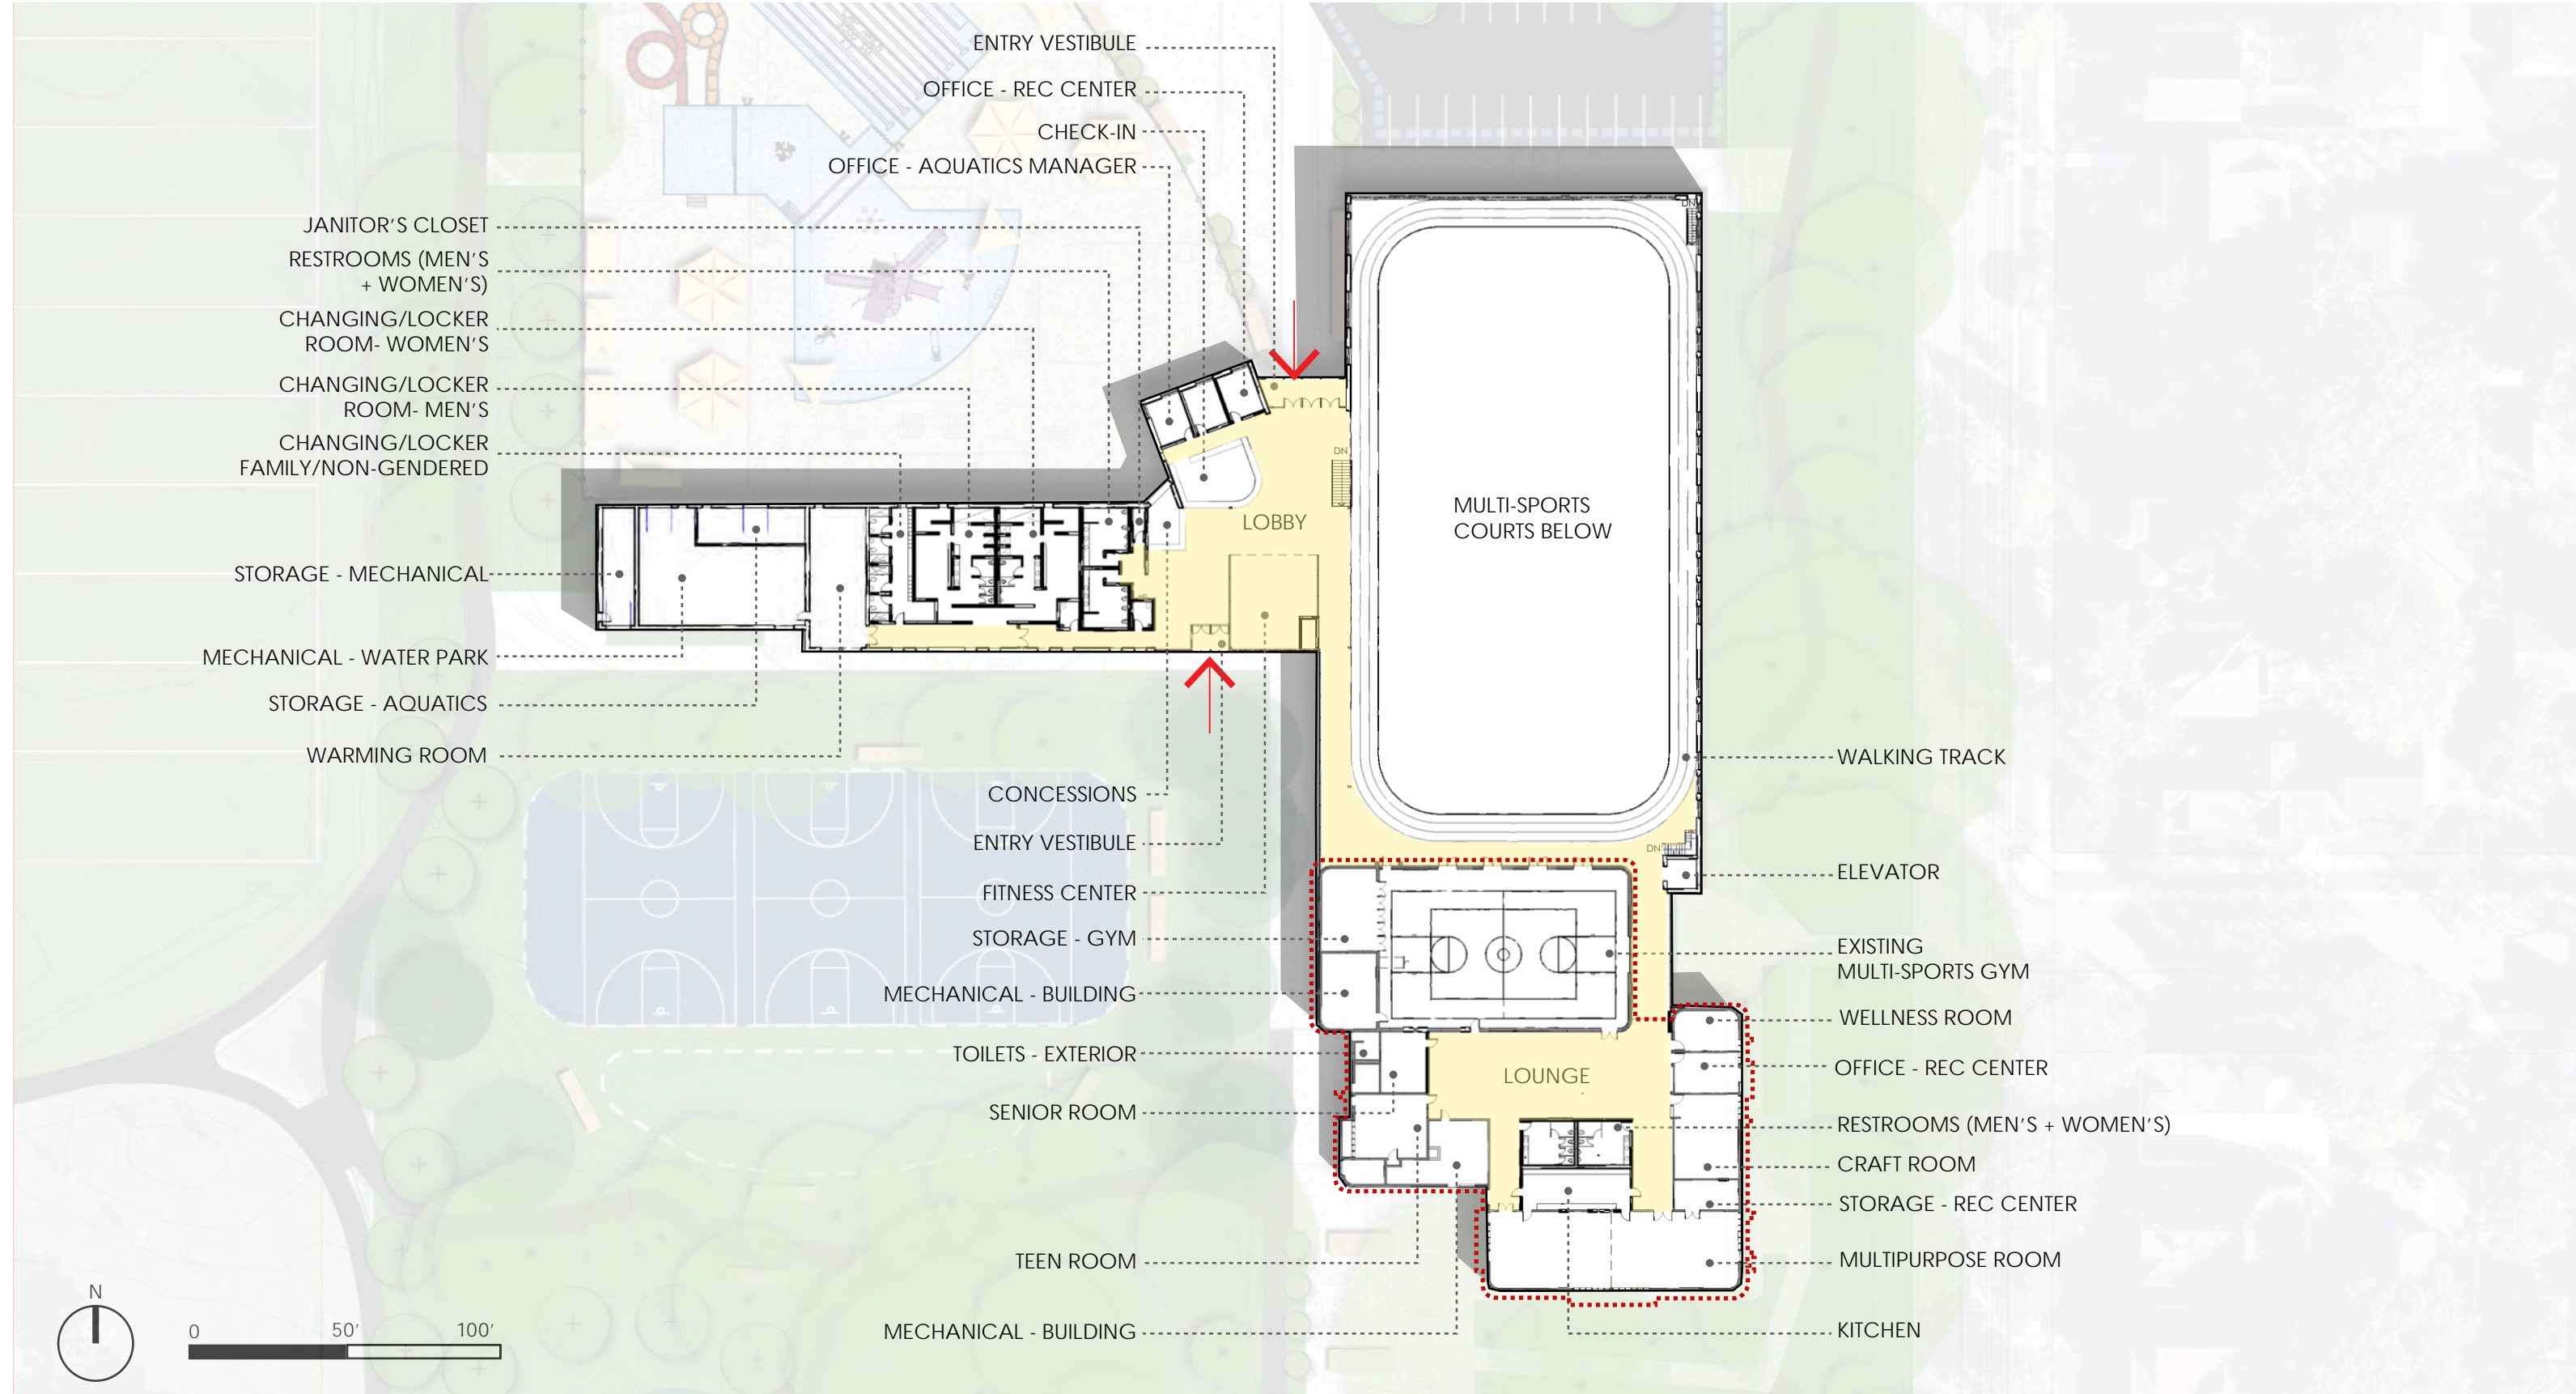 ENTRY VESTIBULE
OFFICE - REC CENTER
CHECK-IN
OFFICE - AQUATICS MANAGER
JANITOR'S CLOSET
RESTROOMS (MEN'S
+ WOMEN'S)
CHANGING/LOCKER
ROOM- WOMEN'S
CHANGING/LOCKER
ROOM- MEN'S
CHANGING/LOCKER
FAMILY/NON-GENDERED
STORAGE - MECHANICAL
MECHANICAL - WATER PARK
STORAGE - AQUATICS
WARMING ROOM
DN
DN
LOBBY
MULTI-SPORTS
COURTS BELOW
CONCESSIONS
ENTRY VESTIBULE
FITNESS CENTER
STORAGE - GYM
MECHANICAL - BUILDING
TOILETS - EXTERIOR
SENIOR ROOM
TEEN ROOM
MECHANICAL - BUILDING
LOUNGE
DN
WALKING TRACK
ELEVATOR
EXISTING
MULTI-SPORTS GYM
WELLNESS ROOM
OFFICE - REC CENTER
RESTROOMS (MEN'S + WOMEN'S)
CRAFT ROOM
STORAGE - REC CENTER
MULTIPURPOSE ROOM
KITCHEN
N
0 50' 100'